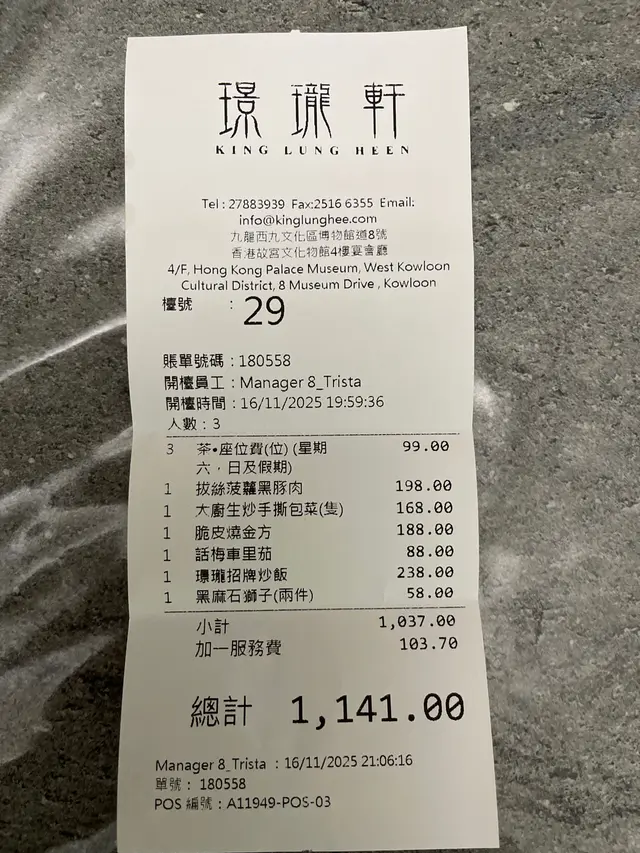 璟瓏軒
KING LUNG HEEN
Tel : 27883939 Fax:2516 6355 Email:
info@kinglunghee.com
九龍西九文化區博物館道8號
香港故宮文化物館4樓宴會廳
4/F, Hong Kong Palace Museum, West Kowloon
Cultural District, 8 Museum Drive , Kowloon
檯號 : 29
賬單號碼 : 180558
開檯員工 : Manager 8_Trista
開檯時間 : 16/11/2025 19:59:36
人數 : 3
3 茶•座位費(位) (星期 99.00
六，日及假期)
1 拔絲菠蘿黑豚肉 198.00
1 大廚生炒手撕包菜(隻) 168.00
1 脆皮燒金方 188.00
1 話梅車里茄 88.00
1 璟瓏招牌炒飯 238.00
1 黑麻石獅子(兩件) 58.00
小計 1,037.00
加一服務費 103.70
總計 1,141.00
Manager 8_Trista : 16/11/2025 21:06:16
單號 : 180558
POS 編號 : A11949-POS-03